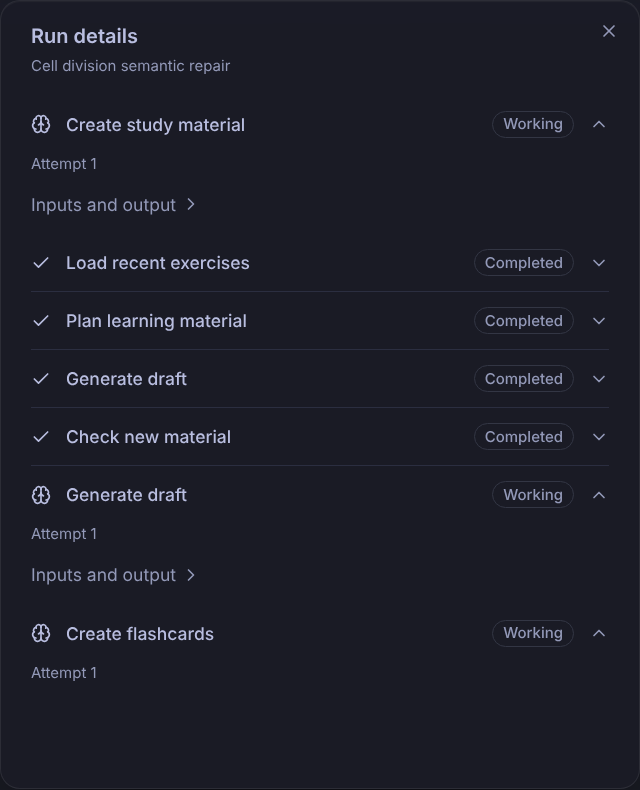 Run details
Cell division semantic repair
Create study material Working
Attempt 1
Inputs and output
Load recent exercises Completed
Plan learning material Completed
Generate draft Completed
Check new material Completed
Generate draft Working
Attempt 1
Inputs and output
Create flashcards Working
Attempt 1